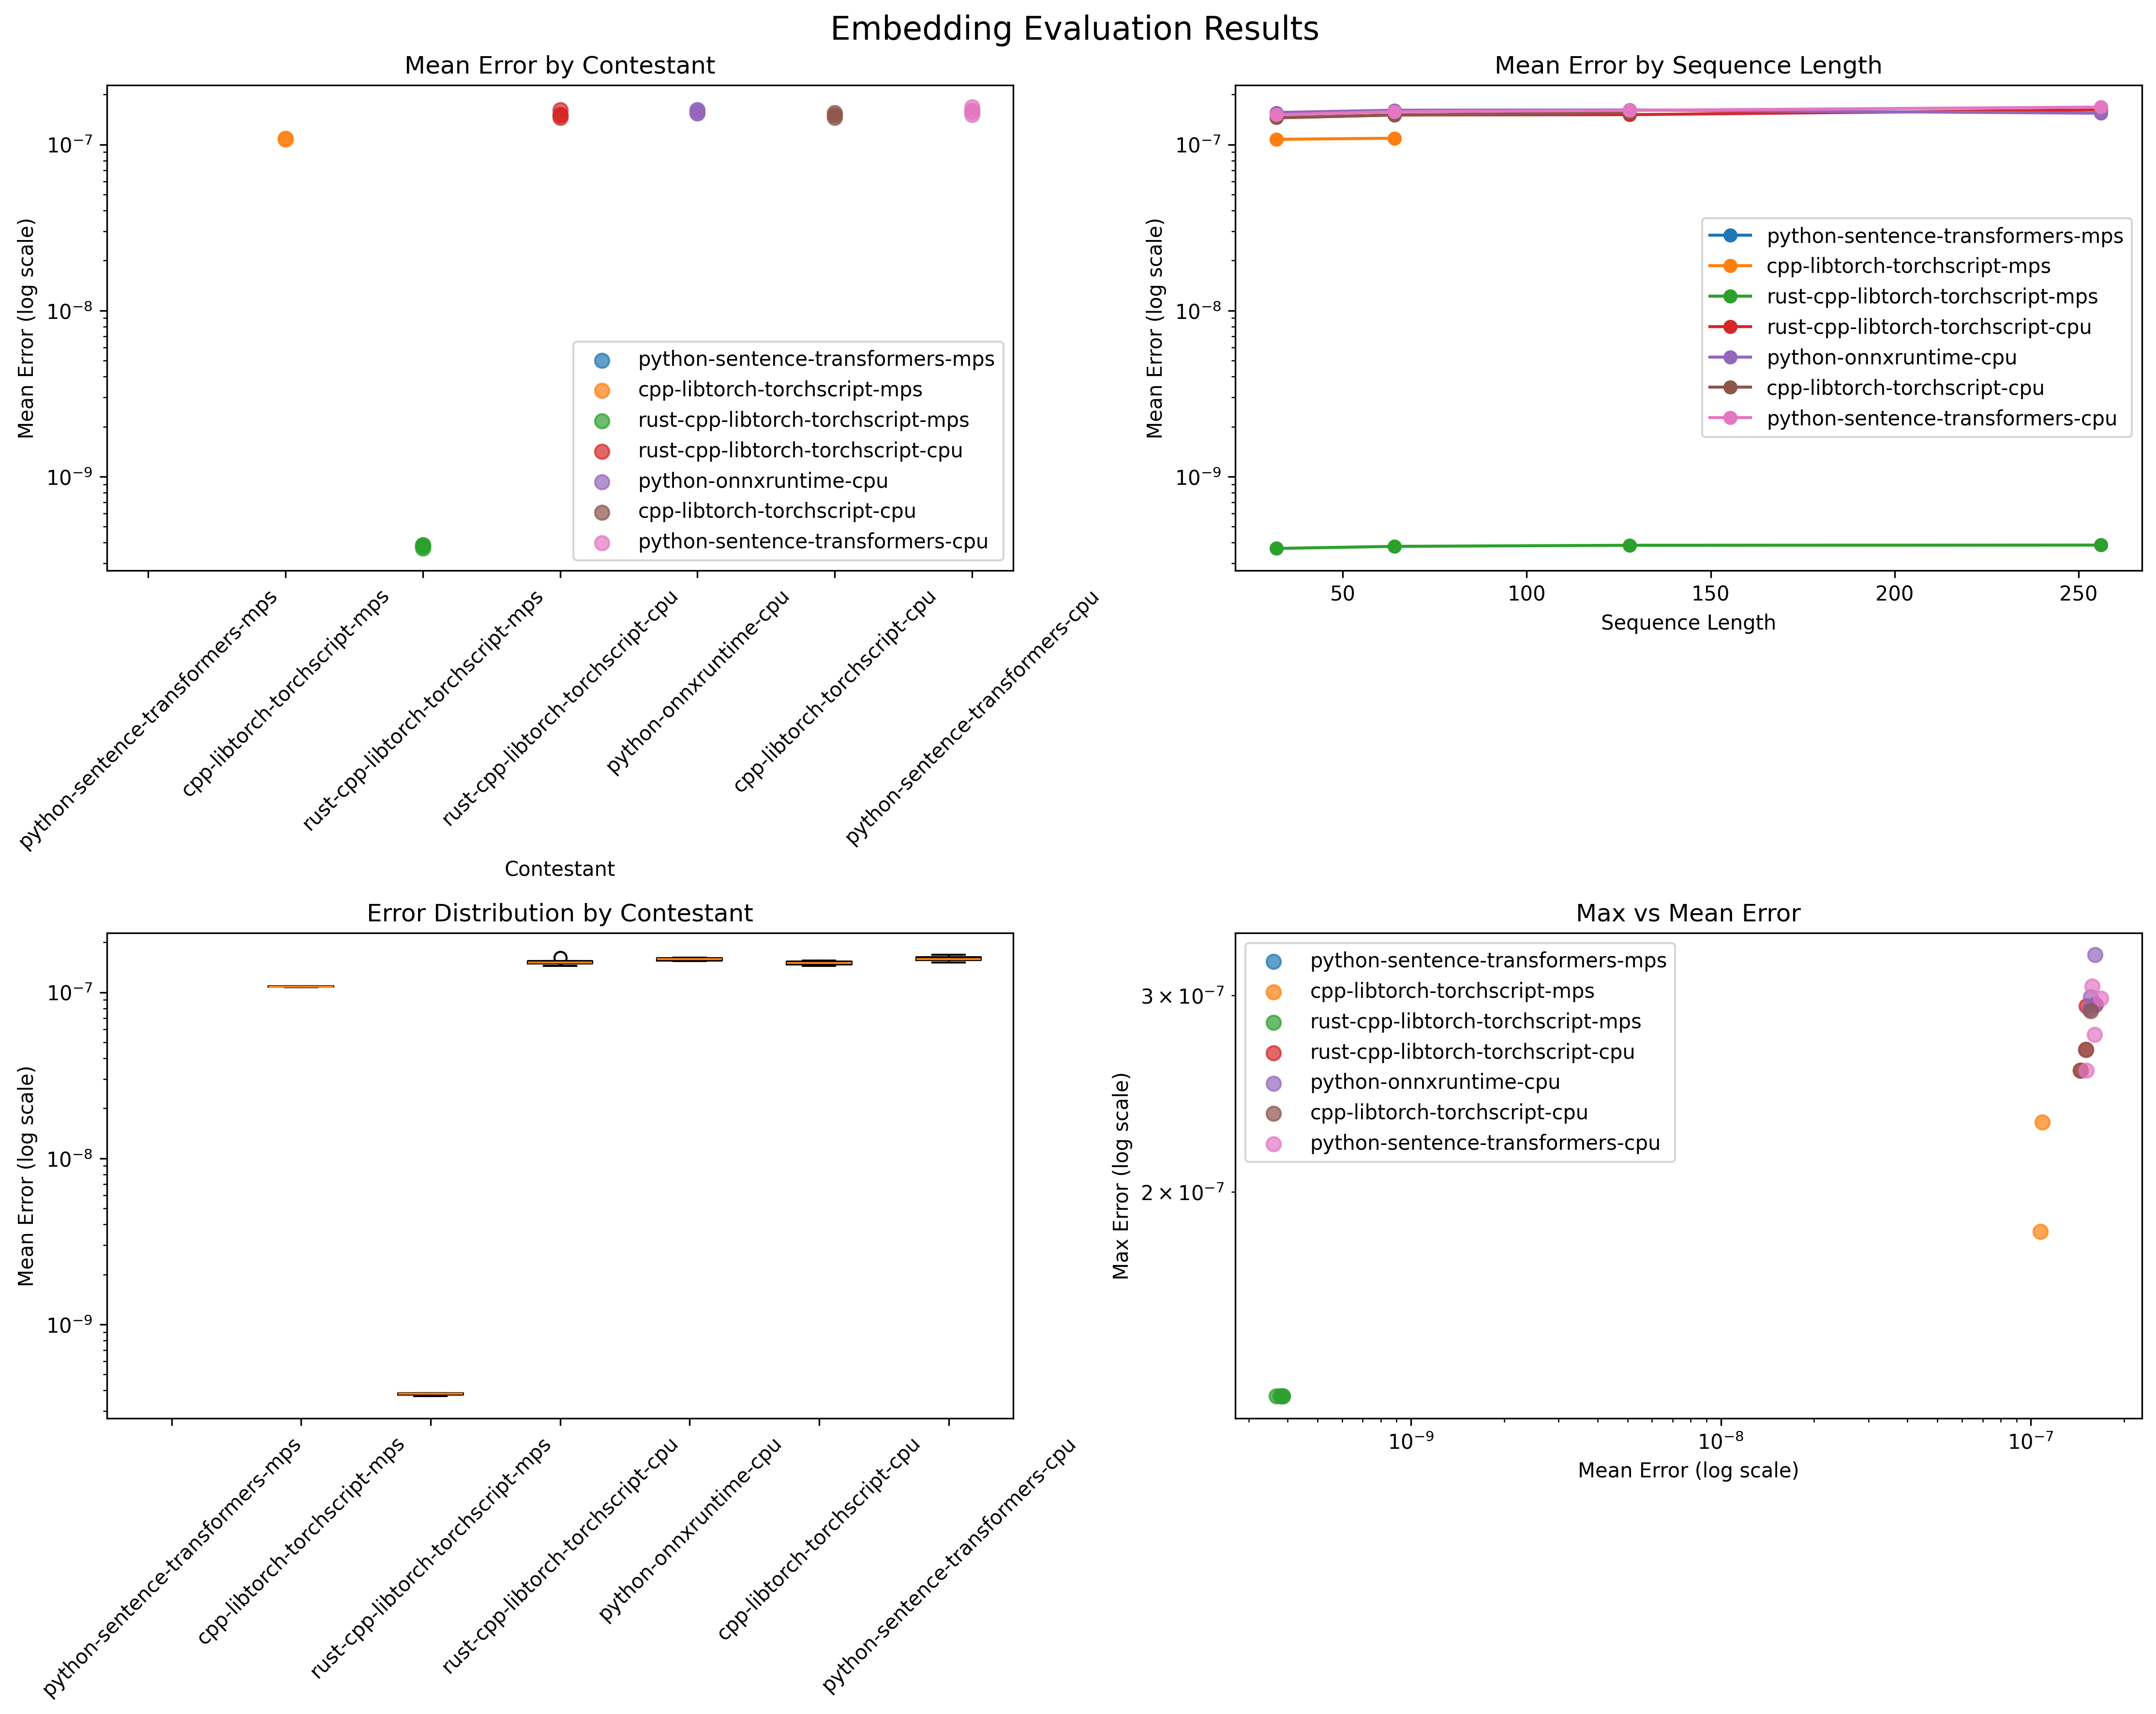 Embedding Evaluation Results
Mean Error by Contestant
Mean Error (log scale)
10⁻⁷
10⁻⁸
10⁻⁹
python-sentence-transformers-mps
cpp-libtorch-torchscript-mps
rust-cpp-libtorch-torchscript-mps
rust-cpp-libtorch-torchscript-cpu
python-onnxruntime-cpu
cpp-libtorch-torchscript-cpu
python-sentence-transformers-cpu
python-sentence-transformers-mps
cpp-libtorch-torchscript-mps
rust-cpp-libtorch-torchscript-mps
rust-cpp-libtorch-torchscript-cpu
python-onnxruntime-cpu
cpp-libtorch-torchscript-cpu
python-sentence-transformers-cpu
Contestant
Mean Error by Sequence Length
Mean Error (log scale)
10⁻⁷
10⁻⁸
10⁻⁹
python-sentence-transformers-mps
cpp-libtorch-torchscript-mps
rust-cpp-libtorch-torchscript-mps
rust-cpp-libtorch-torchscript-cpu
python-onnxruntime-cpu
cpp-libtorch-torchscript-cpu
python-sentence-transformers-cpu
50 100 150 200 250
Sequence Length
Error Distribution by Contestant
Mean Error (log scale)
10⁻⁷
10⁻⁸
10⁻⁹
python-sentence-transformers-mps
cpp-libtorch-torchscript-mps
rust-cpp-libtorch-torchscript-mps
rust-cpp-libtorch-torchscript-cpu
python-onnxruntime-cpu
cpp-libtorch-torchscript-cpu
python-sentence-transformers-cpu
Max vs Mean Error
Max Error (log scale)
3 × 10⁻⁷
2 × 10⁻⁷
python-sentence-transformers-mps
cpp-libtorch-torchscript-mps
rust-cpp-libtorch-torchscript-mps
rust-cpp-libtorch-torchscript-cpu
python-onnxruntime-cpu
cpp-libtorch-torchscript-cpu
python-sentence-transformers-cpu
10⁻⁹ 10⁻⁸ 10⁻⁷
Mean Error (log scale)